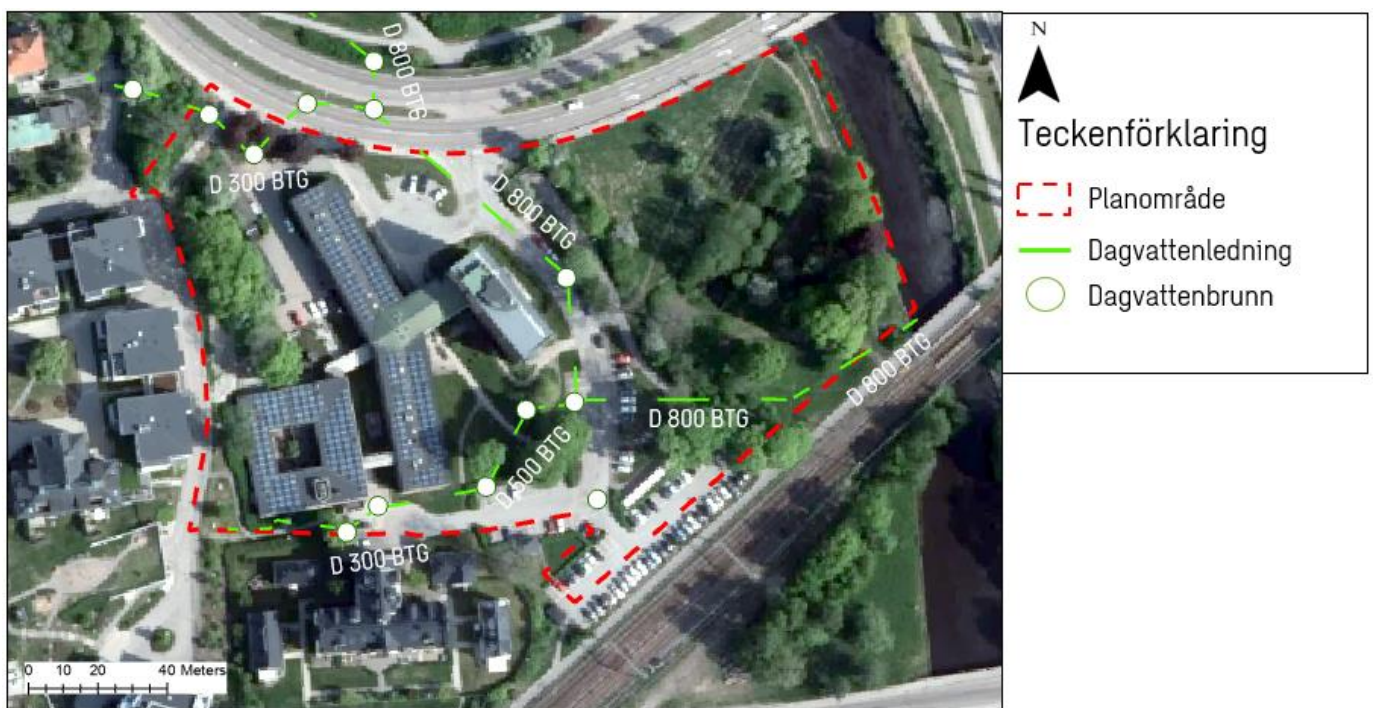 D 800 BTG
D 300 BTG
D 800 BTG
D 800 BTG
D 800 BTG
D 500 BTG
D 300 BTG
0 10 20 40 Meters
N
Teckenförklaring
Planområde
Dagvattenledning
Dagvattenbrunn